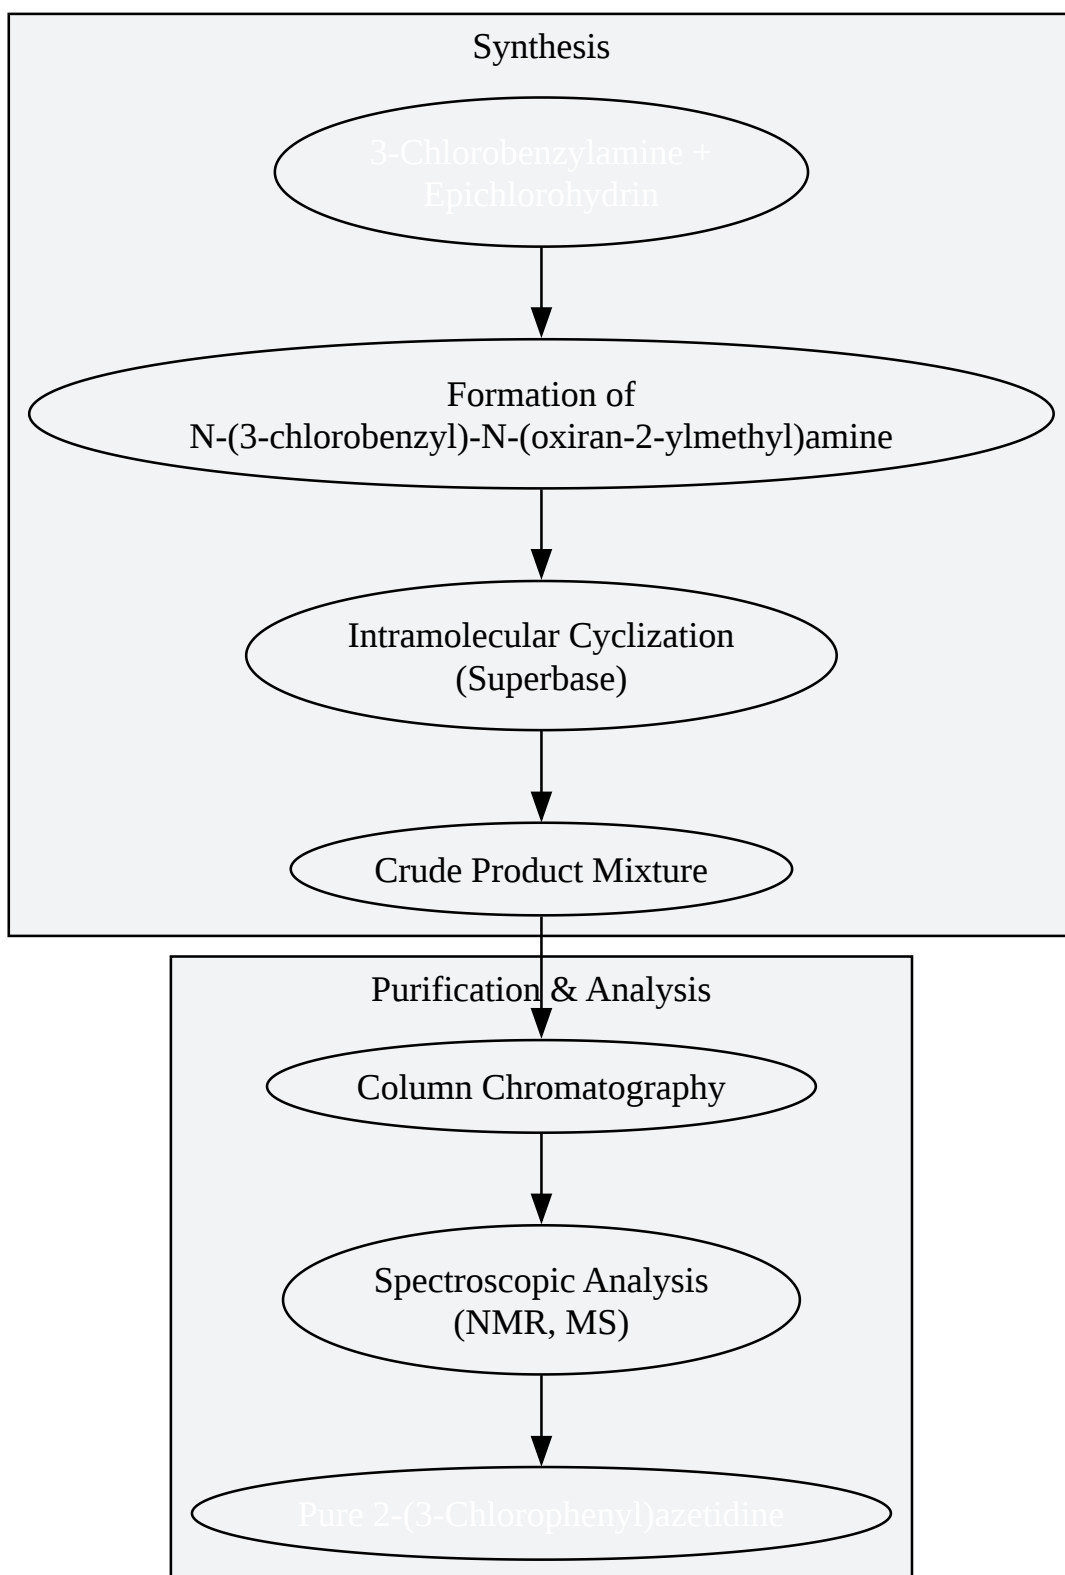 Synthesis
3-Chlorobenzylamine +
Epichlorohydrin
Formation of
N-(3-chlorobenzyl)-N-(oxiran-2-ylmethyl)amine
Intramolecular Cyclization
(Superbase)
Crude Product Mixture
Purification & Analysis
Column Chromatography
Spectroscopic Analysis
(NMR, MS)
Pure 2-(3-Chlorophenyl)azetidine